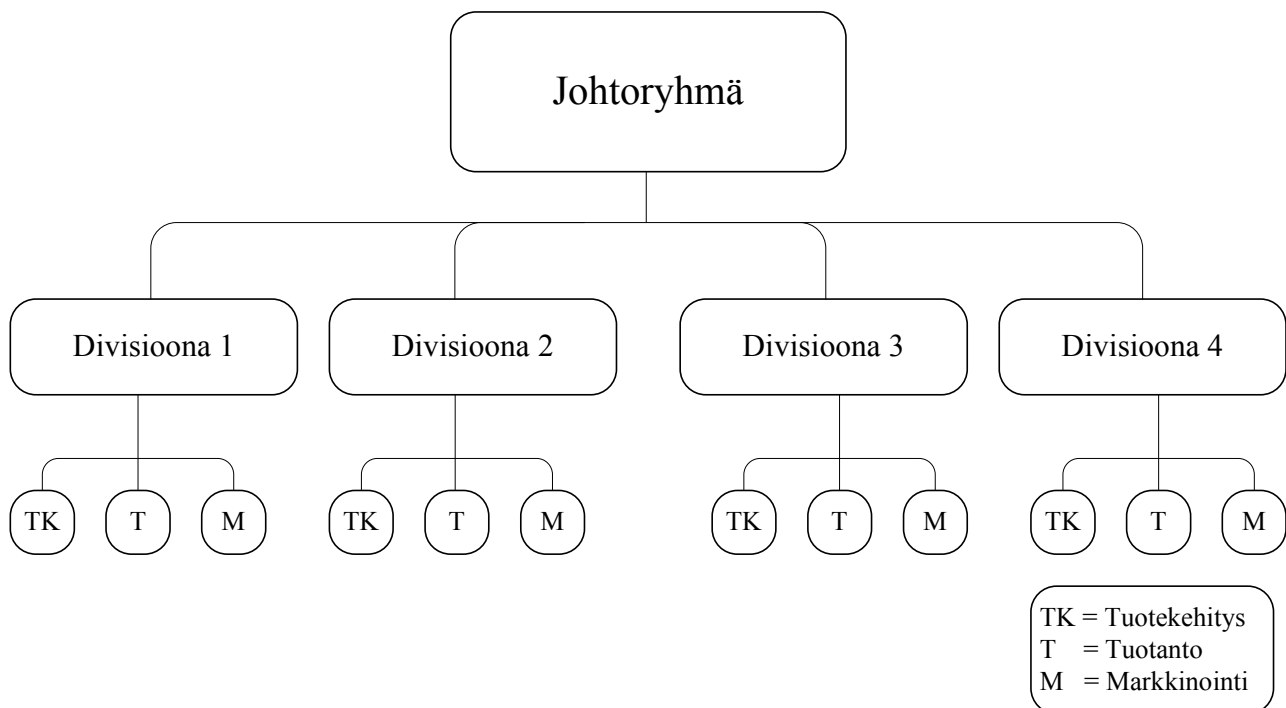 Johtoryhmä
Divisioona 1
Divisioona 2
Divisioona 3
Divisioona 4
TK
T
M
TK
T
M
TK
T
M
TK
T
M
TK = Tuotekehitys
T = Tuotanto
M = Markkinointi